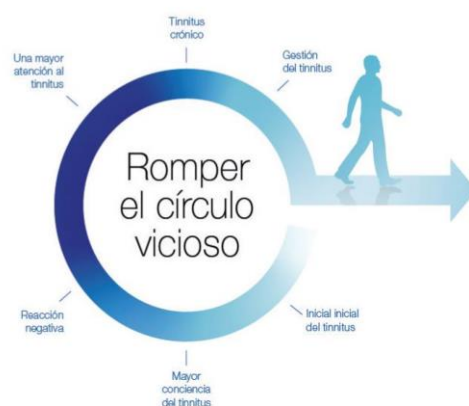 Tinnitus
crónico
Una mayor
atención al
tinnitus
Gestión
del tinnitus
Romper
el círculo
vicioso
Reacción
negativa
Inicial inicial
del tinnitus
Mayor
conciencia
del tinnitus